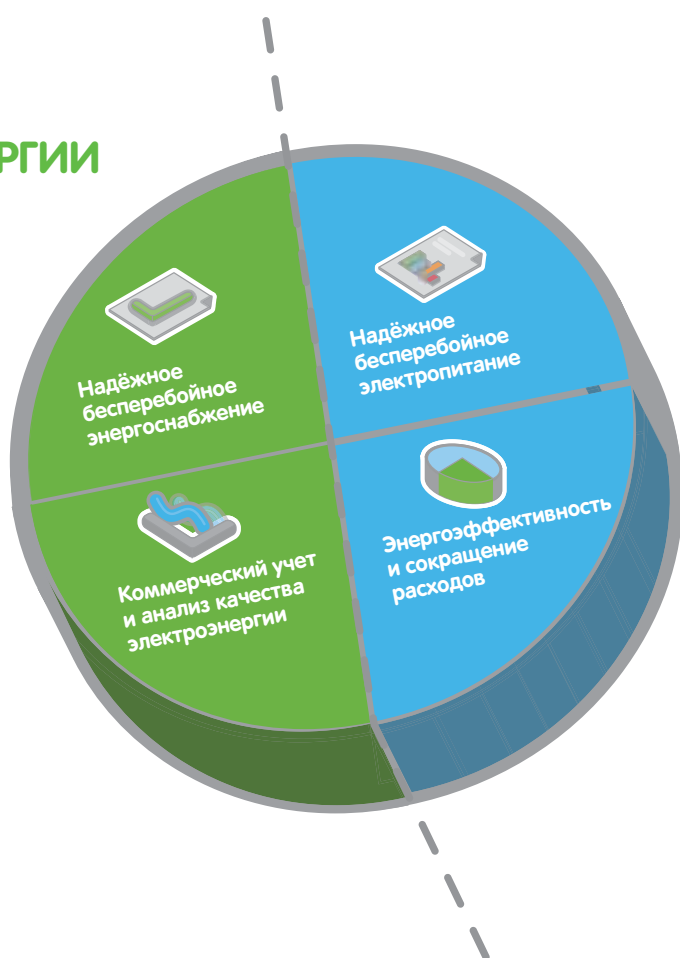 РГИИ
Надёжное
бесперебойное
энергоснабжение
Надёжное
бесперебойное
электропитание
Коммерческий учет
и анализ качества
электроэнергии
Энергоэффективность
и сокращение
расходов